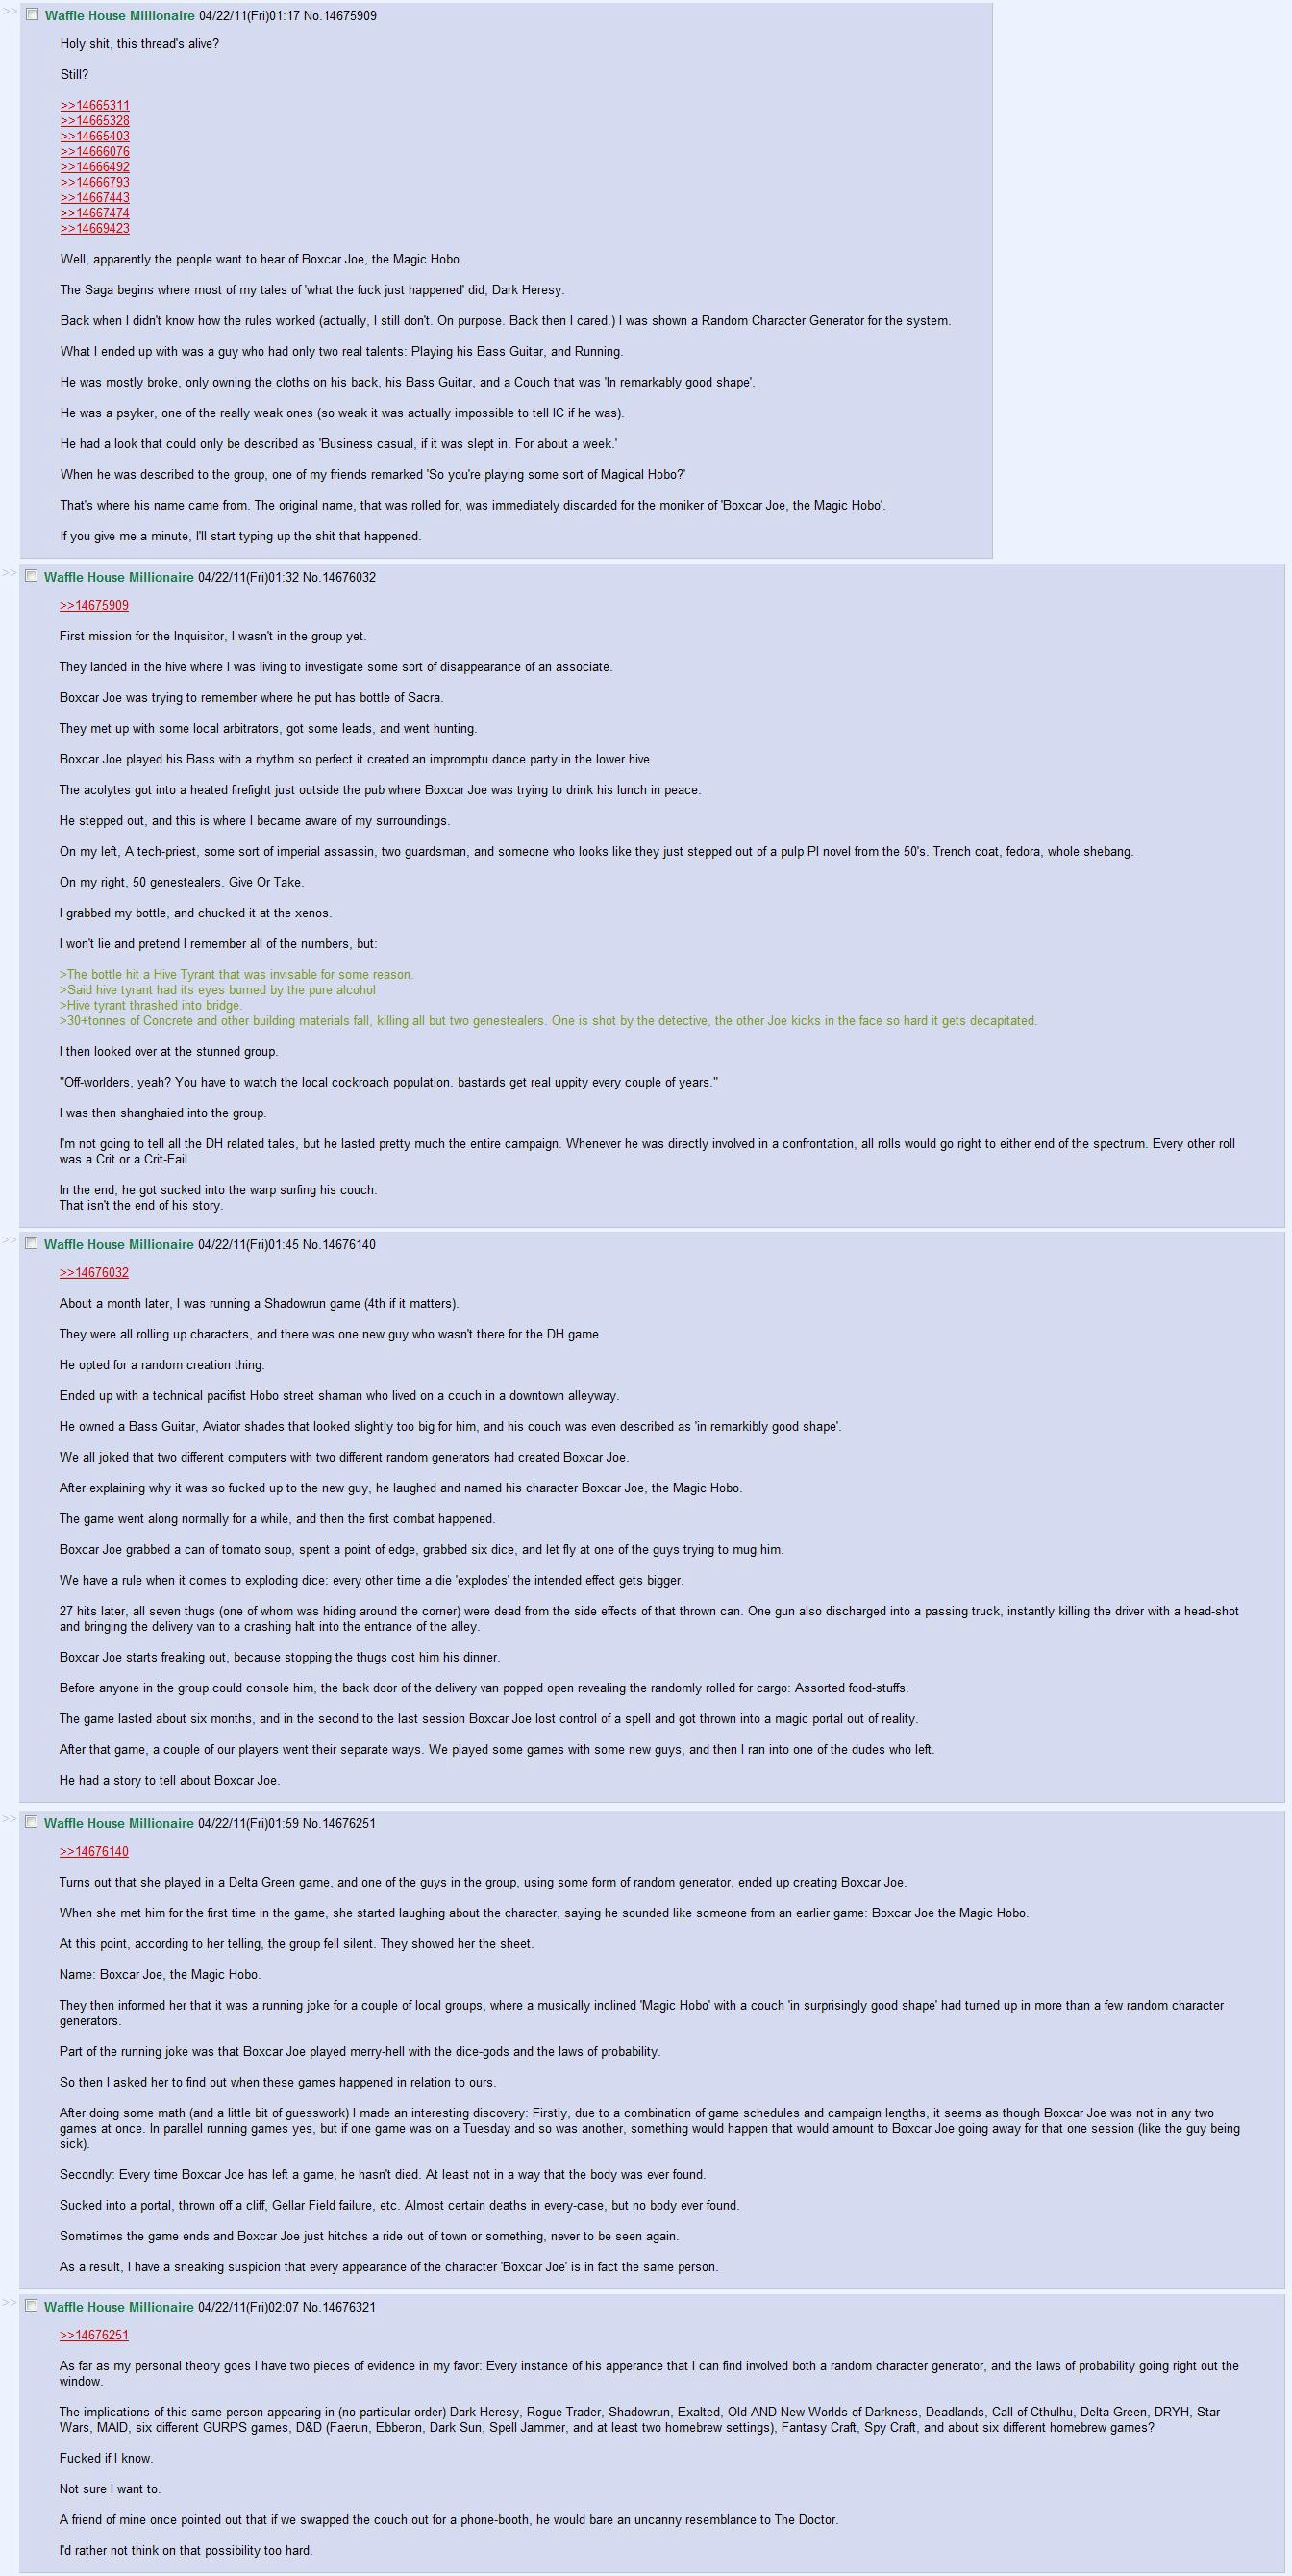 >> Waffle House Millionaire 04/22/11(Fri)01:17 No.14675909
Holy shit, this thread's alive?
Still?
>>14665311
>>14665328
>>14665403
>>14666076
>>14666492
>>14666793
>>14667443
>>14667474
>>14669423
Well, apparently the people want to hear of Boxcar Joe, the Magic Hobo.
The Saga begins where most of my tales of 'what the fuck just happened' did, Dark Heresy.
Back when I didn't know how the rules worked (actually, I still don't. On purpose. Back then I cared.) I was shown a Random Character Generator for the system.
What I ended up with was a guy who had only two real talents: Playing his Bass Guitar, and Running.
He was mostly broke, only owning the cloths on his back, his Bass Guitar, and a Couch that was 'In remarkably good shape'.
He was a psyker, one of the really weak ones (so weak it was actually impossible to tell IC if he was).
He had a look that could only be described as 'Business casual, if it was slept in. For about a week.'
When he was described to the group, one of my friends remarked 'So you're playing some sort of Magical Hobo?'
That's where his name came from. The original name, that was rolled for, was immediately discarded for the moniker of 'Boxcar Joe, the Magic Hobo'.
If you give me a minute, I'll start typing up the shit that happened.
>> Waffle House Millionaire 04/22/11(Fri)01:32 No.14676032
>>14675909
First mission for the Inquisitor, I wasn't in the group yet.
They landed in the hive where I was living to investigate some sort of disappearance of an associate.
Boxcar Joe was trying to remember where he put has bottle of Sacra.
They met up with some local arbitrators, got some leads, and went hunting.
Boxcar Joe played his Bass with a rhythm so perfect it created an impromptu dance party in the lower hive.
The acolytes got into a heated firefight just outside the pub where Boxcar Joe was trying to drink his lunch in peace.
He stepped out, and this is where I became aware of my surroundings.
On my left, A tech-priest, some sort of imperial assassin, two guardsman, and someone who looks like they just stepped out of a pulp PI novel from the 50's. Trench coat, fedora, whole shebang.
On my right, 50 genestealers. Give Or Take.
I grabbed my bottle, and chucked it at the xenos.
I won't lie and pretend I remember all of the numbers, but:
>The bottle hit a Hive Tyrant that was invisable for some reason.
>Said hive tyrant had its eyes burned by the pure alcohol
>Hive tyrant thrashed into bridge.
>30+tonnes of Concrete and other building materials fall, killing all but two genestealers. One is shot by the detective, the other Joe kicks in the face so hard it gets decapitated.
I then looked over at the stunned group.
"Off-worlders, yeah? You have to watch the local cockroach population. bastards get real uppity every couple of years."
I was then shanghaied into the group.
I'm not going to tell all the DH related tales, but he lasted pretty much the entire campaign. Whenever he was directly involved in a confrontation, all rolls would go right to either end of the spectrum. Every other roll
was a Crit or a Crit-Fail.
In the end, he got sucked into the warp surfing his couch.
That isn't the end of his story.
>> Waffle House Millionaire 04/22/11(Fri)01:45 No.14676140
>>14676032
About a month later, I was running a Shadowrun game (4th if it matters).
They were all rolling up characters, and there was one new guy who wasn't there for the DH game.
He opted for a random creation thing.
Ended up with a technical pacifist Hobo street shaman who lived on a couch in a downtown alleyway.
He owned a Bass Guitar, Aviator shades that looked slightly too big for him, and his couch was even described as 'in remarkibly good shape'.
We all joked that two different computers with two different random generators had created Boxcar Joe.
After explaining why it was so fucked up to the new guy, he laughed and named his character Boxcar Joe, the Magic Hobo.
The game went along normally for a while, and then the first combat happened.
Boxcar Joe grabbed a can of tomato soup, spent a point of edge, grabbed six dice, and let fly at one of the guys trying to mug him.
We have a rule when it comes to exploding dice: every other time a die 'explodes' the intended effect gets bigger.
27 hits later, all seven thugs (one of whom was hiding around the corner) were dead from the side effects of that thrown can. One gun also discharged into a passing truck, instantly killing the driver with a head-shot
and bringing the delivery van to a crashing halt into the entrance of the alley.
Boxcar Joe starts freaking out, because stopping the thugs cost him his dinner.
Before anyone in the group could console him, the back door of the delivery van popped open revealing the randomly rolled for cargo: Assorted food-stuffs.
The game lasted about six months, and in the second to the last session Boxcar Joe lost control of a spell and got thrown into a magic portal out of reality.
After that game, a couple of our players went their separate ways. We played some games with some new guys, and then I ran into one of the dudes who left.
He had a story to tell about Boxcar Joe.
>> Waffle House Millionaire 04/22/11(Fri)01:59 No.14676251
>>14676140
Turns out that she played in a Delta Green game, and one of the guys in the group, using some form of random generator, ended up creating Boxcar Joe.
When she met him for the first time in the game, she started laughing about the character, saying he sounded like someone from an earlier game: Boxcar Joe the Magic Hobo.
At this point, according to her telling, the group fell silent. They showed her the sheet.
Name: Boxcar Joe, the Magic Hobo.
They then informed her that it was a running joke for a couple of local groups, where a musically inclined 'Magic Hobo' with a couch 'in surprisingly good shape' had turned up in more than a few random character
generators.
Part of the running joke was that Boxcar Joe played merry-hell with the dice-gods and the laws of probability.
So then I asked her to find out when these games happened in relation to ours.
After doing some math (and a little bit of guesswork) I made an interesting discovery: Firstly, due to a combination of game schedules and campaign lengths, it seems as though Boxcar Joe was not in any two
games at once. In parallel running games yes, but if one game was on a Tuesday and so was another, something would happen that would amount to Boxcar Joe going away for that one session (like the guy being
sick).
Secondly: Every time Boxcar Joe has left a game, he hasn't died. At least not in a way that the body was ever found.
Sucked into a portal, thrown off a cliff, Gellar Field failure, etc. Almost certain deaths in every-case, but no body ever found.
Sometimes the game ends and Boxcar Joe just hitches a ride out of town or something, never to be seen again.
As a result, I have a sneaking suspicion that every appearance of the character 'Boxcar Joe' is in fact the same person.
>> Waffle House Millionaire 04/22/11(Fri)02:07 No.14676321
>>14676251
As far as my personal theory goes I have two pieces of evidence in my favor: Every instance of his apperance that I can find involved both a random character generator, and the laws of probability going right out the
window.
The implications of this same person appearing in (no particular order) Dark Heresy, Rogue Trader, Shadowrun, Exalted, Old AND New Worlds of Darkness, Deadlands, Call of Cthulhu, Delta Green, DRYH, Star
Wars, MAID, six different GURPS games, D&D (Faerun, Ebberon, Dark Sun, Spell Jammer, and at least two homebrew settings), Fantasy Craft, Spy Craft, and about six different homebrew games?
Fucked if I know.
Not sure I want to.
A friend of mine once pointed out that if we swapped the couch out for a phone-booth, he would bare an uncanny resemblance to The Doctor.
I'd rather not think on that possibility too hard.